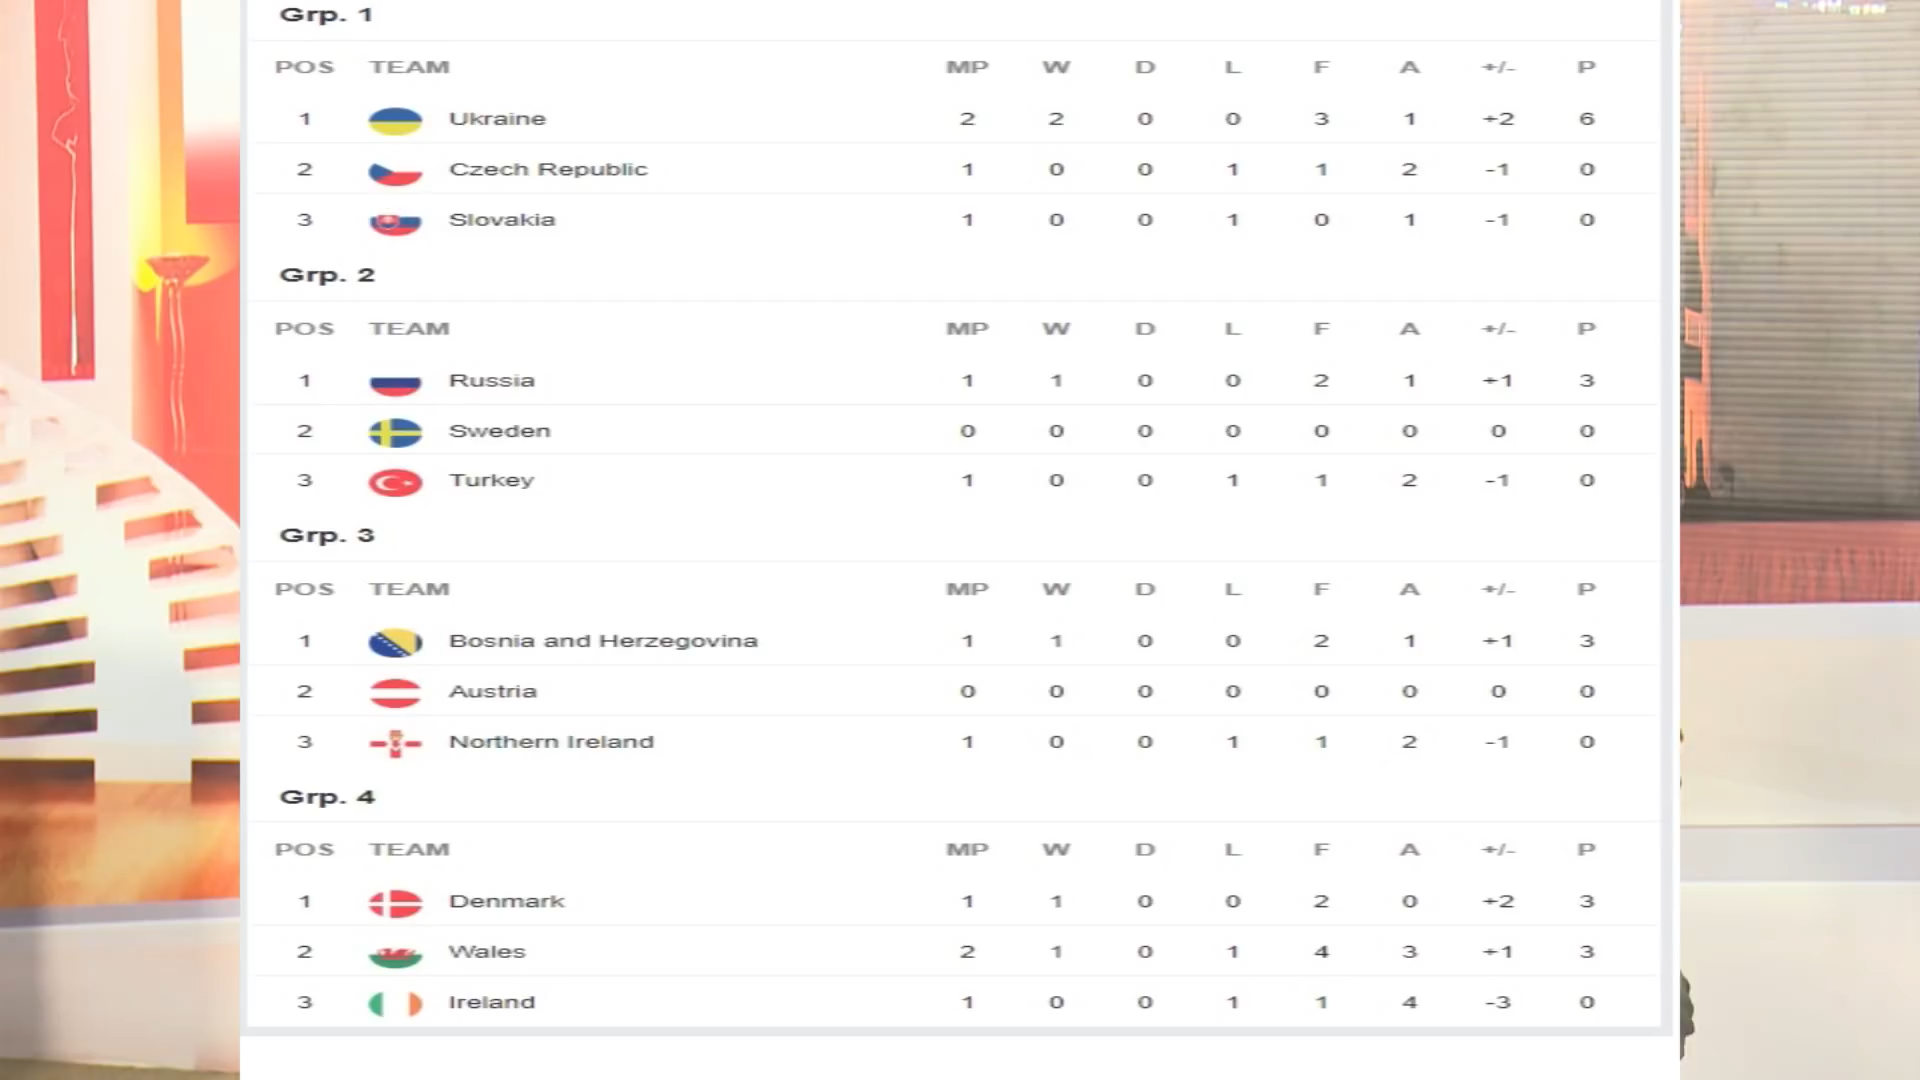 Grp. 1
POS TEAM MP W D L F A +/- P
1 Ukraine 2 2 0 0 3 1 +2 6
2 Czech Republic 1 0 0 1 1 2 -1 0
3 Slovakia 1 0 0 1 0 1 -1 0
Grp. 2
POS TEAM MP W D L F A +/- P
1 Russia 1 1 0 0 2 1 +1 3
2 Sweden 0 0 0 0 0 0 0 0
3 Turkey 1 0 0 1 1 2 -1 0
Grp. 3
POS TEAM MP W D L F A +/- P
1 Bosnia and Herzegovina 1 1 0 0 2 1 +1 3
2 Austria 0 0 0 0 0 0 0 0
3 Northern Ireland 1 0 0 1 1 2 -1 0
Grp. 4
POS TEAM MP W D L F A +/- P
1 Denmark 1 1 0 0 2 0 +2 3
2 Wales 2 1 0 1 4 3 +1 3
3 Ireland 1 0 0 1 1 4 -3 0